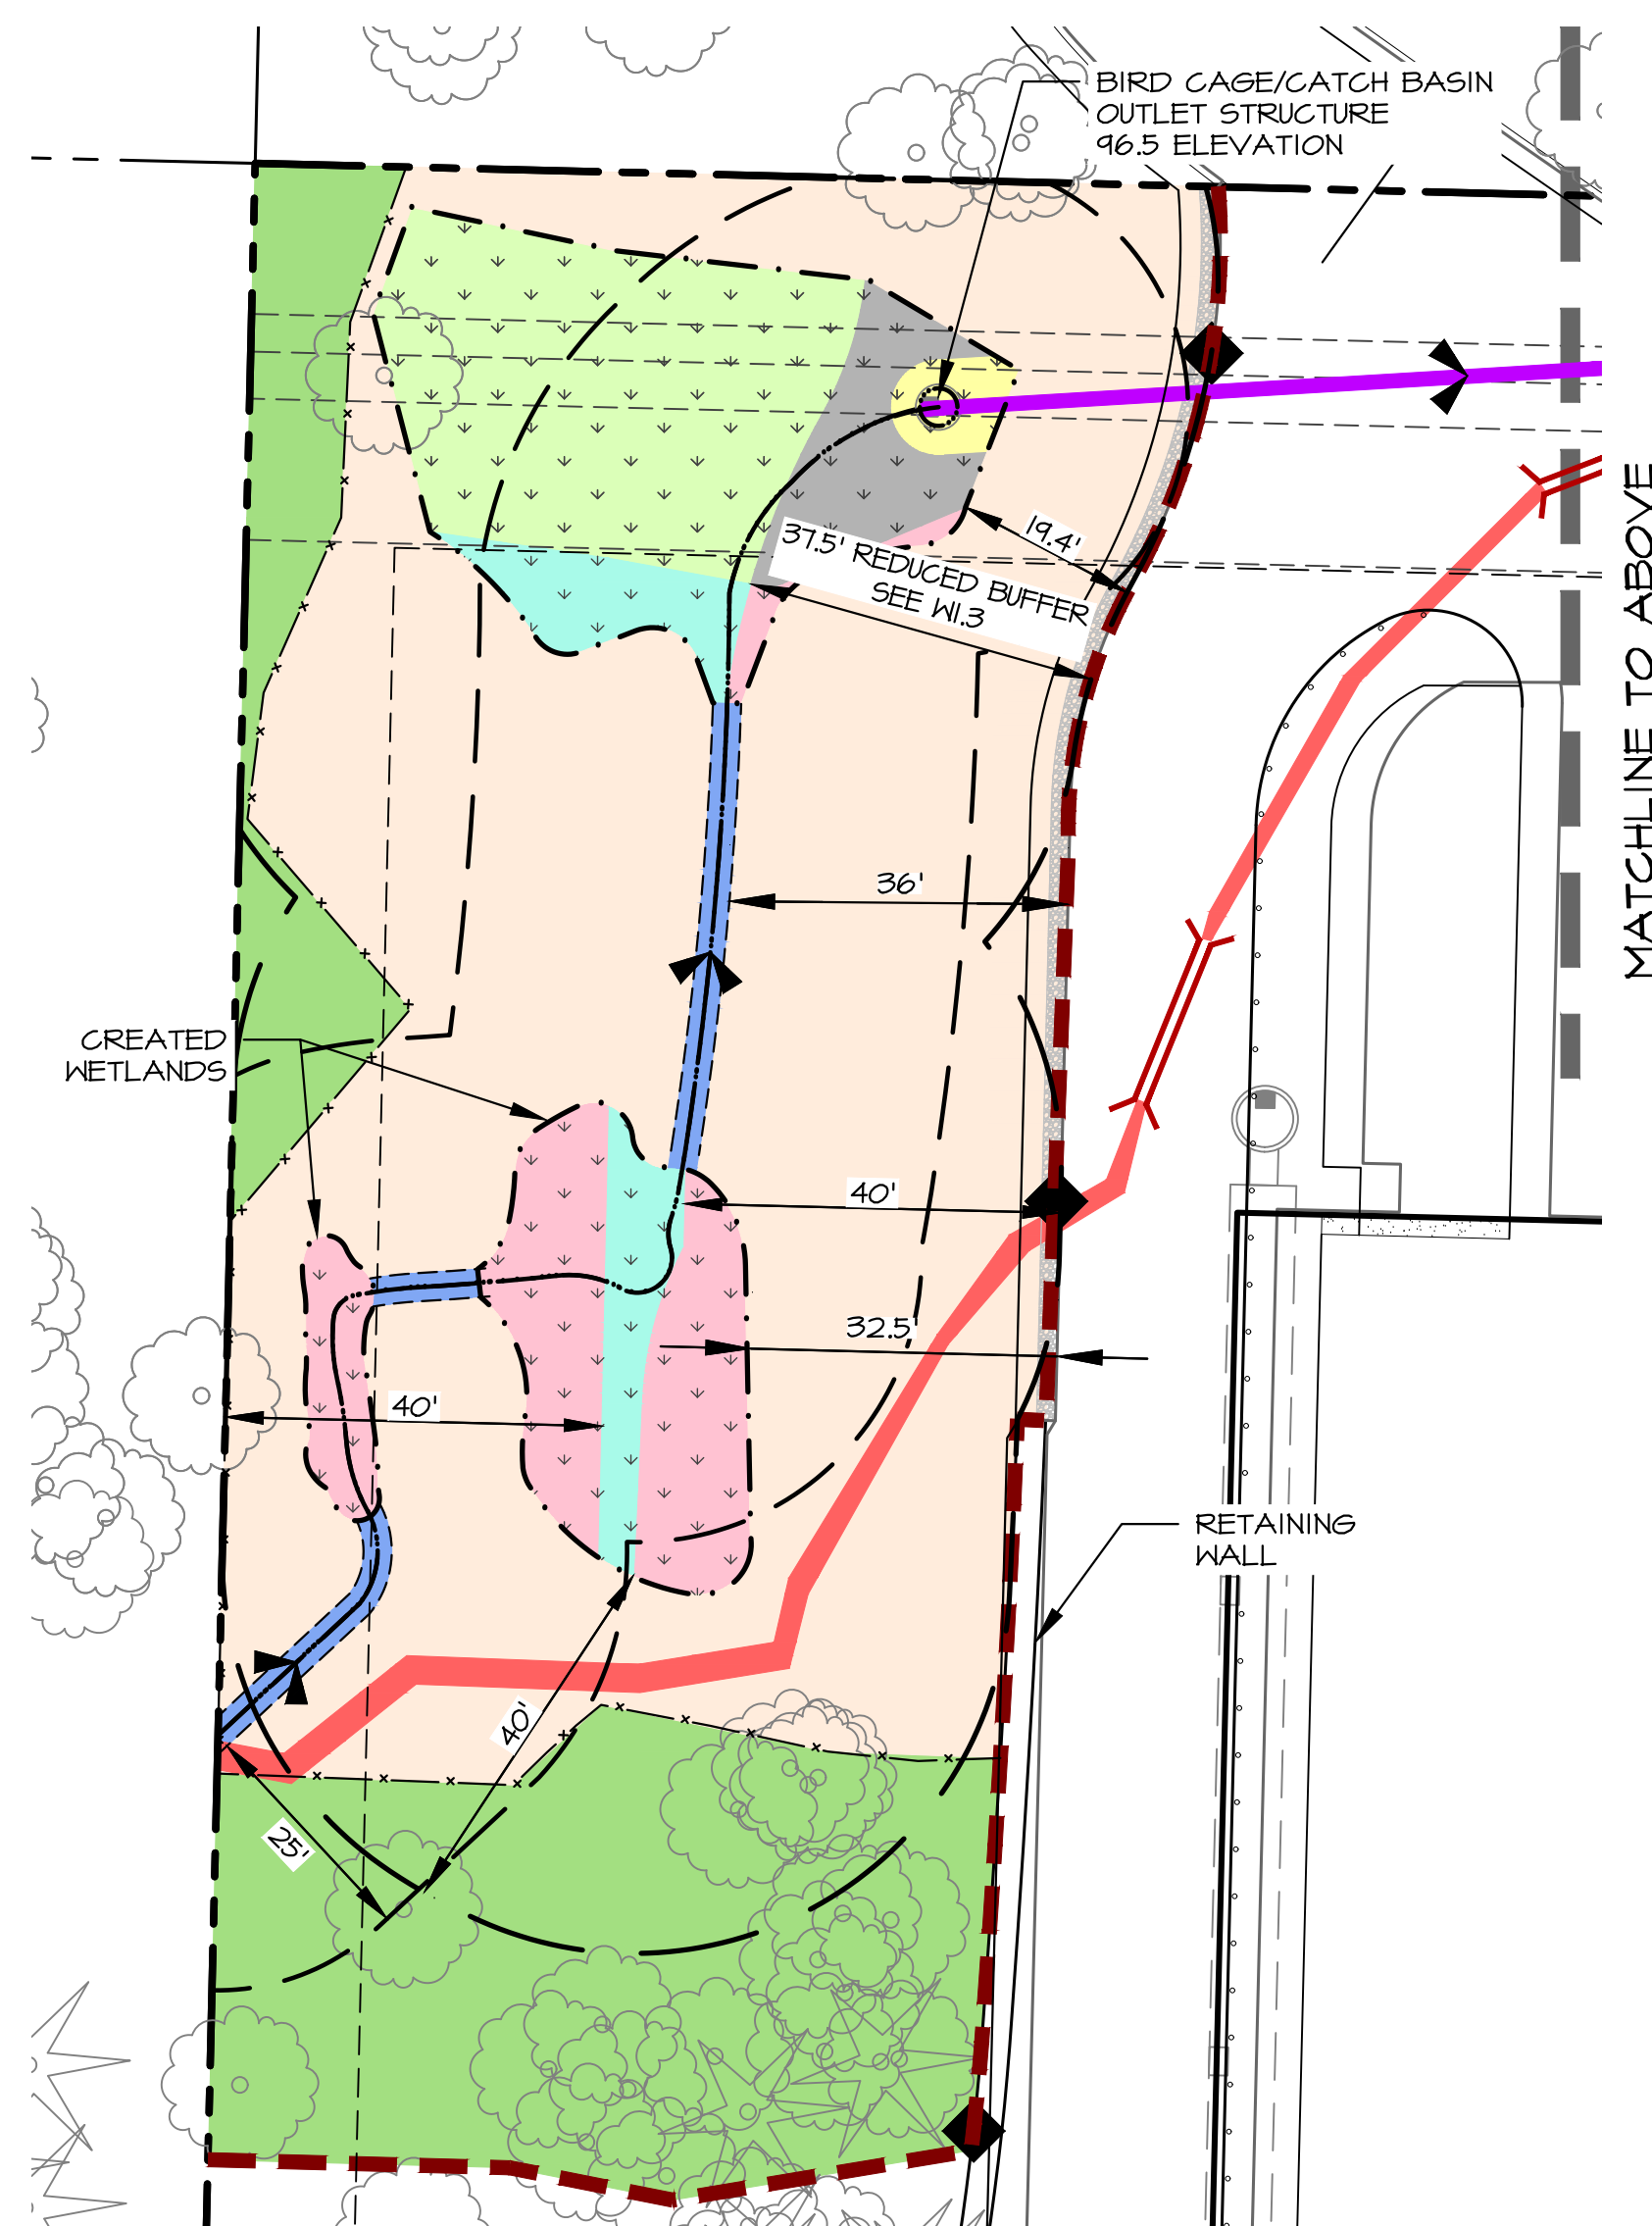 BIRD CAGE/CATCH BASIN
OUTLET STRUCTURE
96.5 ELEVATION
19.4'
37.5' REDUCED BUFFER
SEE W1.3
MATCHLINE TO ABOVE
36'
CREATED
WETLANDS
40'
32.5'
40'
RETAINING
WALL
40'
25'